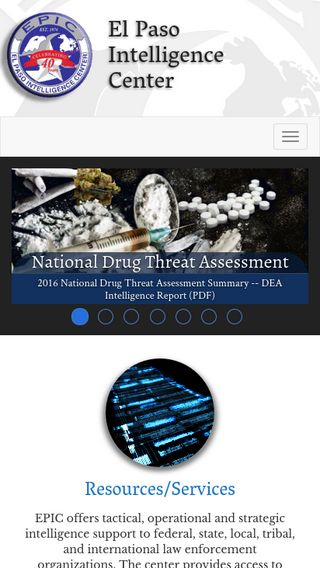 EPIC
EST. 1974
CELEBRATING
40
EL PASO INTELLIGENCE CENTER
El Paso
Intelligence
Center
National Drug Threat Assessment
2016 National Drug Threat Assessment Summary -- DEA
Intelligence Report (PDF)
Resources/Services
EPIC offers tactical, operational and strategic
intelligence support to federal, state, local, tribal,
and international law enforcement
organizations. The center provides access to